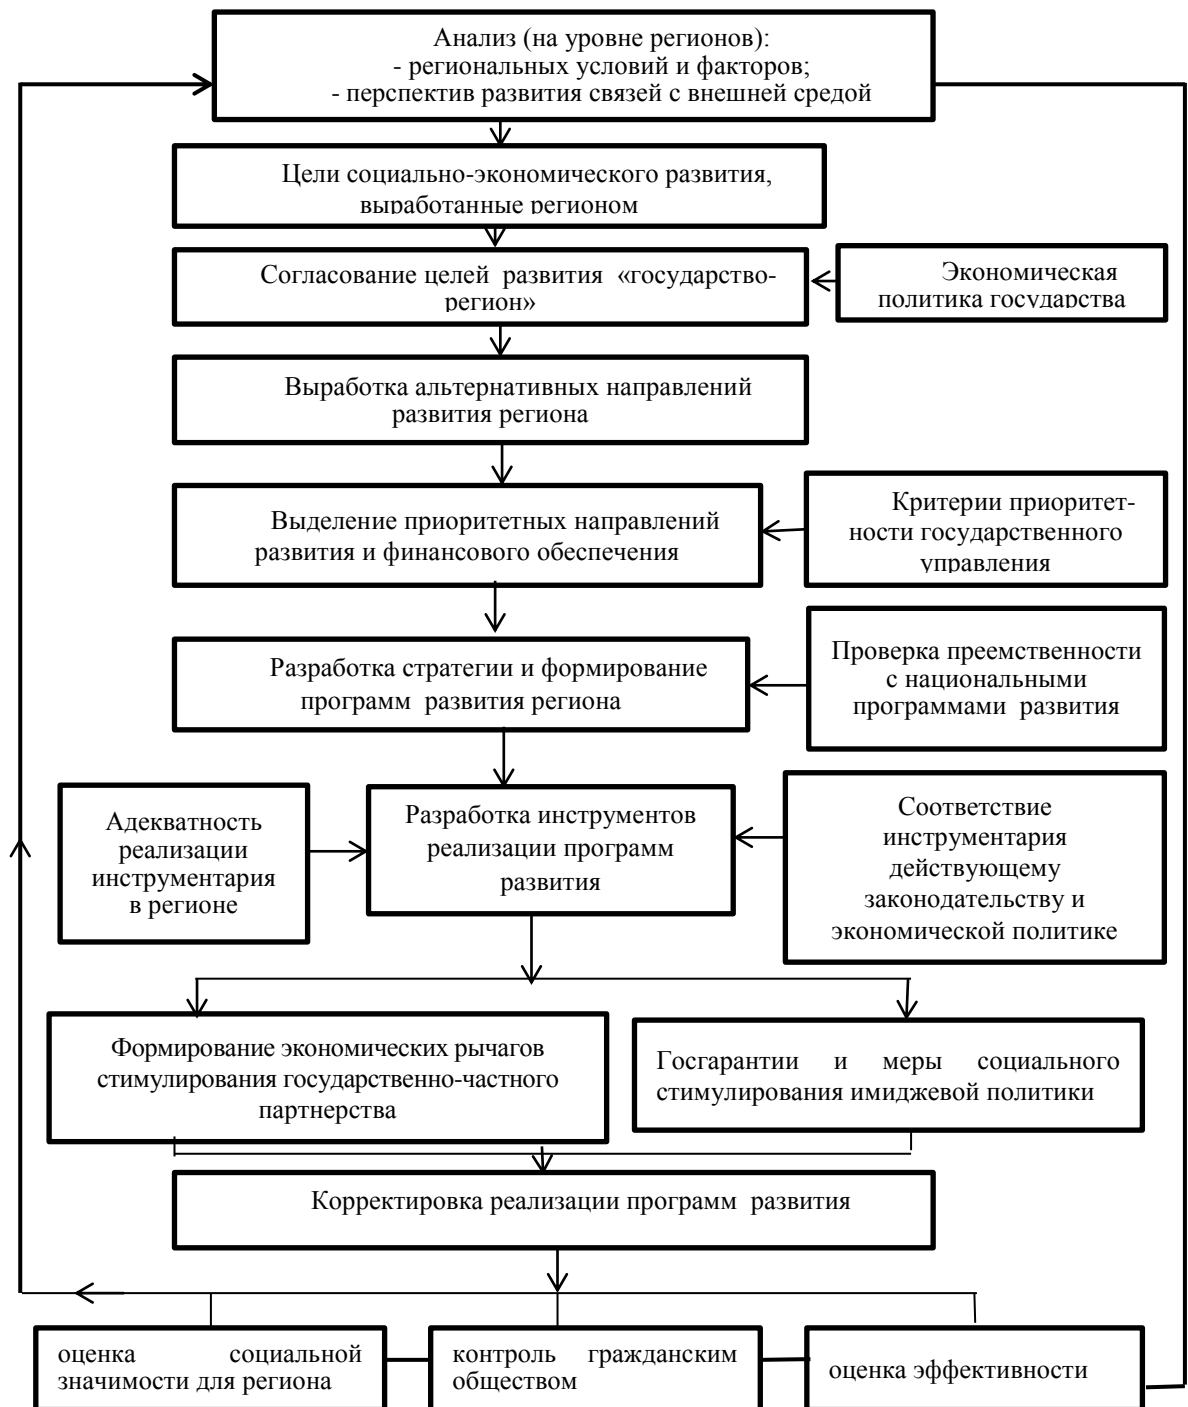 Анализ (на уровне регионов):
- региональных условий и факторов;
- перспектив развития связей с внешней средой
Цели социально-экономического развития,
выработанные регионом
Согласование целей развития «государство-
регион»
Экономическая
политика государства
Выработка альтернативных направлений
развития региона
Выделение приоритетных направлений
развития и финансового обеспечения
Критерии приоритет-
ности государственного
управления
Разработка стратегии и формирование
программ развития региона
Проверка преемственности
с национальными
программами развития
Адекватность
реализации
инструментария
в регионе
Разработка инструментов
реализации программ
развития
Соответствие
инструментария
действующему
законодательству и
экономической политике
Формирование экономических рычагов
стимулирования государственно-частного
партнерства
Госгарантии и меры социального
стимулирования имиджевой политики
Корректировка реализации программ развития
оценка социальной
значимости для региона
контроль гражданским
обществом
оценка эффективности